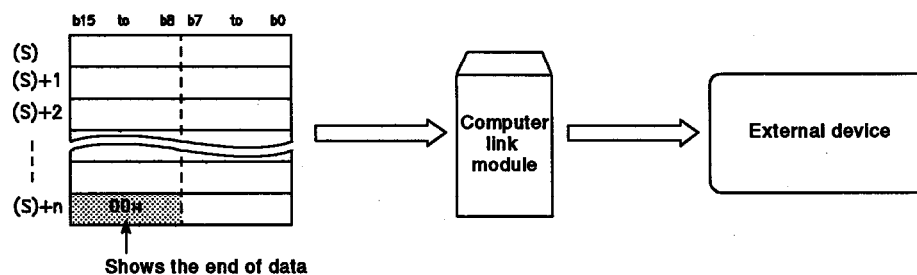 b15 to b8 b7 to b0
(S)
(S)+1
(S)+2
Computer
link
module
External device
(S)+n
00H
Shows the end of data